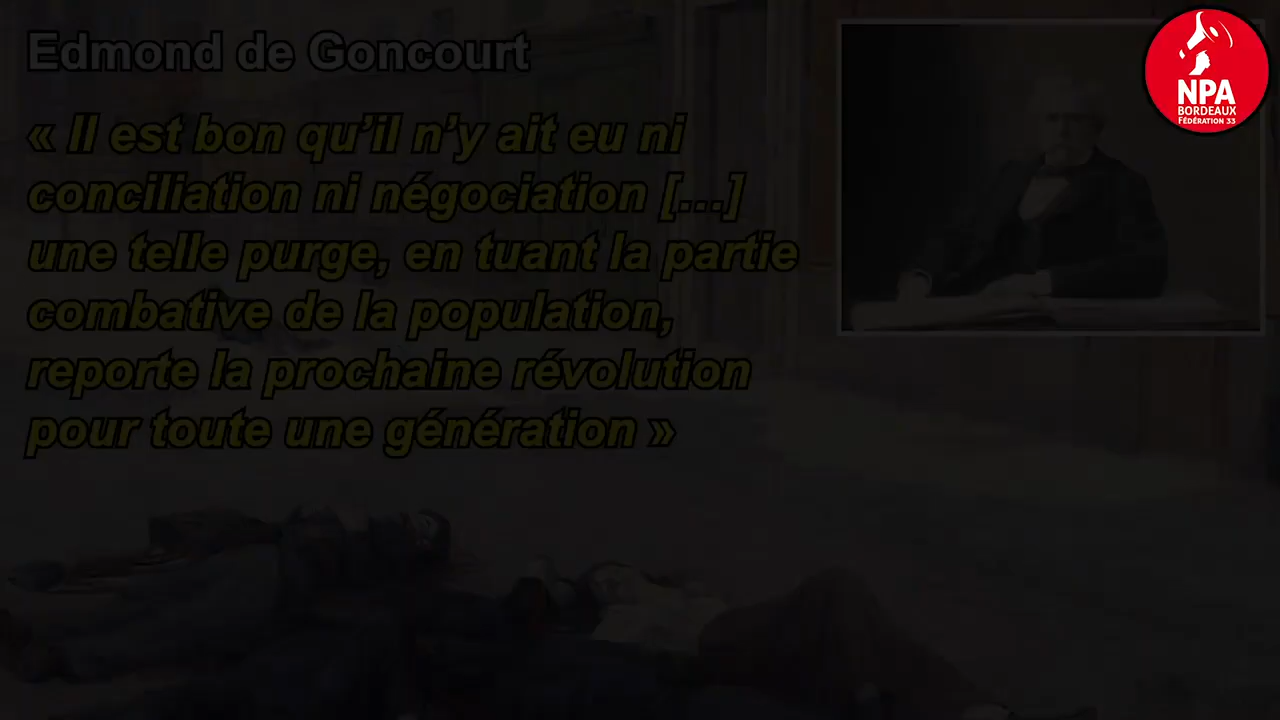 Edmond de Goncourt
« Il est bon qu’il n’y ait eu ni
conciliation ni négociation [...]
une telle purge, en tuant la partie
combative de la population,
reporte la prochaine révolution
pour toute une génération »
NPA
BORDEAUX
FÉDÉRATION 33